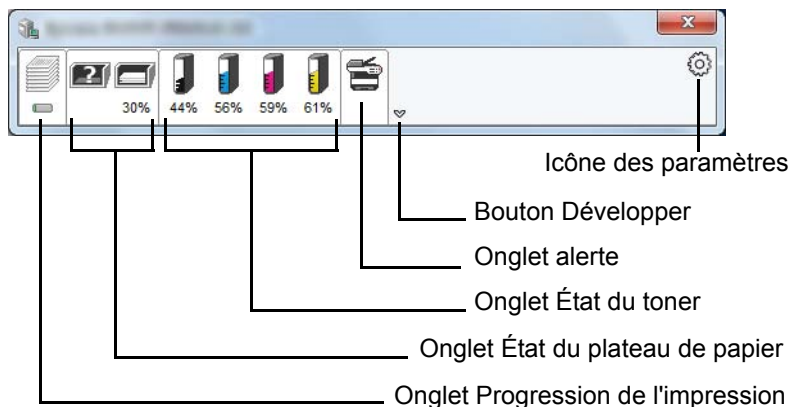 30% 44% 56% 59% 61%
Icône des paramètres
Bouton Développer
Onglet alerte
Onglet État du toner
Onglet État du plateau de papier
Onglet Progression de l'impression